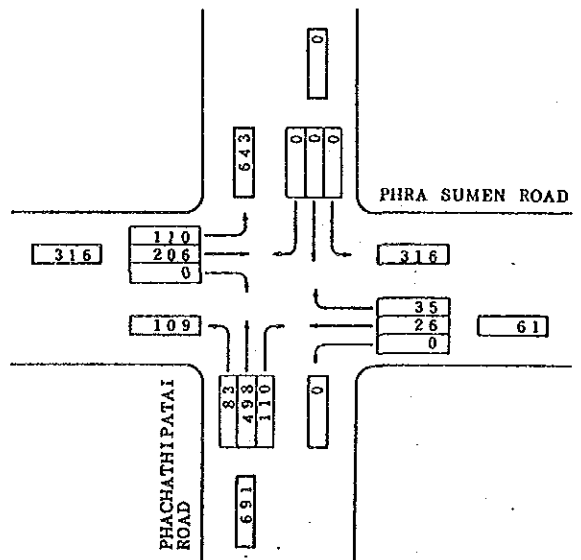 0
643
0 0 0
PHRA SUMEN ROAD
316
110
206
0
316
109
35
26
0
61
83 498 110
0
PHACHATHIPATAI
ROAD
691